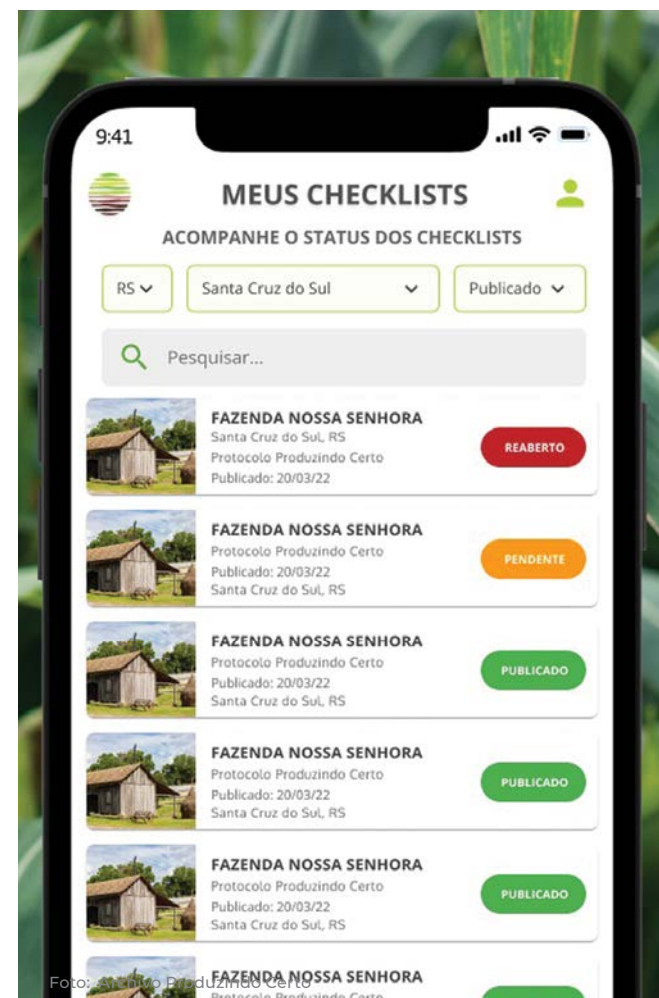 9:41
MEUS CHECKLISTS
ACOMPANHE O STATUS DOS CHECKLISTS
RS
Santa Cruz do Sul
Publicado
Pesquisar...
FAZENDA NOSSA SENHORA
Santa Cruz do Sul, RS
Protocolo Produzindo Certo
Publicado: 20/03/22
REABERTO
FAZENDA NOSSA SENHORA
Protocolo Produzindo Certo
Publicado: 20/03/22
Santa Cruz do Sul, RS
PENDENTE
FAZENDA NOSSA SENHORA
Protocolo Produzindo Certo
Publicado: 20/03/22
Santa Cruz do Sul, RS
PUBLICADO
FAZENDA NOSSA SENHORA
Protocolo Produzindo Certo
Publicado: 20/03/22
Santa Cruz do Sul, RS
PUBLICADO
FAZENDA NOSSA SENHORA
Protocolo Produzindo Certo
Publicado: 20/03/22
Santa Cruz do Sul, RS
PUBLICADO
FAZENDA NOSSA SENHORA
Protocolo Produzindo Certo
PUBLICADO
Foto: Archivo Produzindo Certo